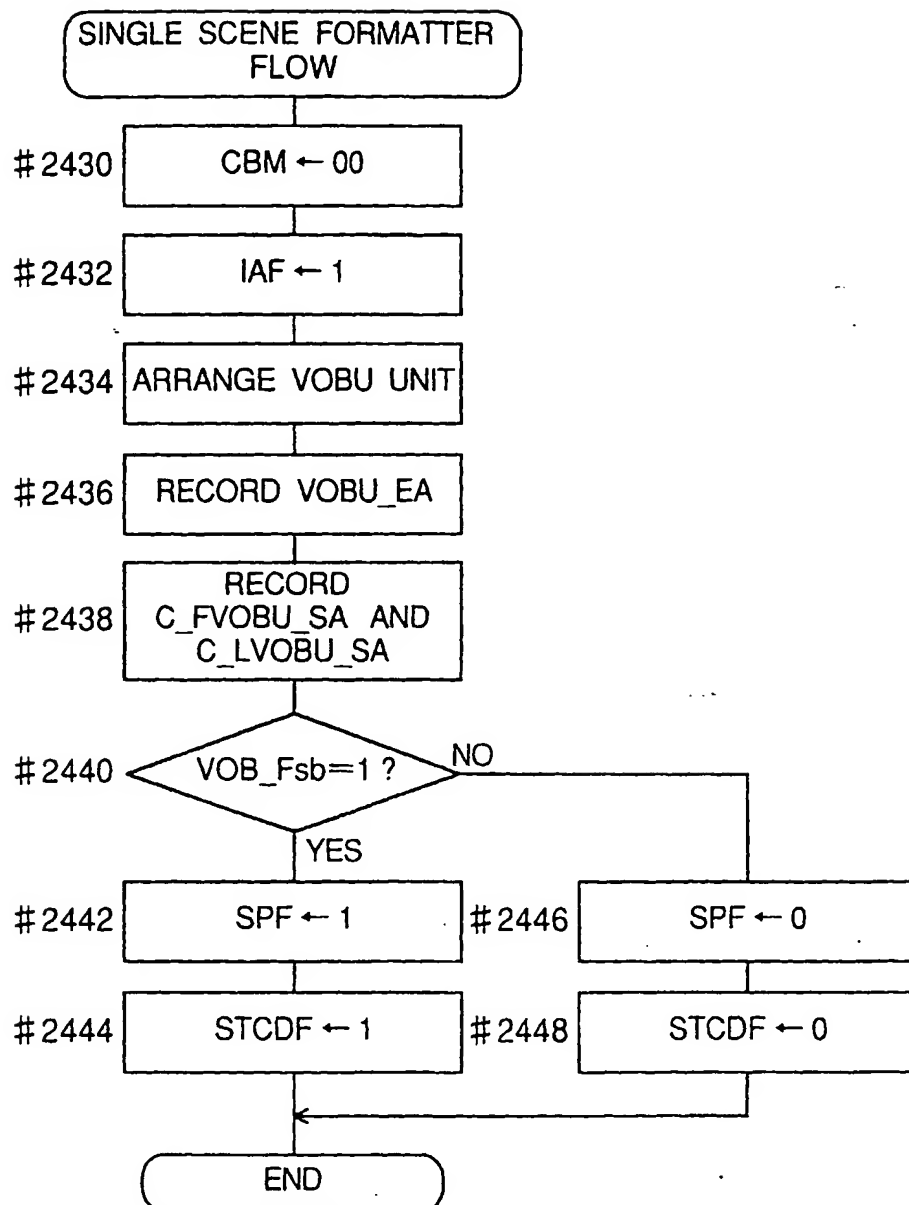 SINGLE SCENE FORMATTER
FLOW
#2430
CBM ← 00
#2432
IAF ← 1
#2434
ARRANGE VOBU UNIT
#2436
RECORD VOBU_EA
#2438
RECORD
C_FVOBU_SA AND
C_LVOBU_SA
#2440
VOB_Fsb=1 ?
NO
YES
#2442
SPF ← 1
#2446
SPF ← 0
#2444
STCDF ← 1
#2448
STCDF ← 0
END